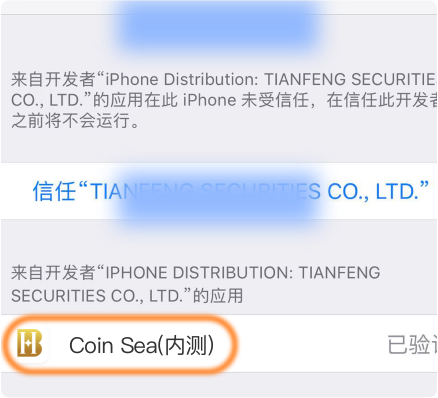 来自开发者“iPhone Distribution: TIANFENG SECURITIE
CO., LTD.”的应用在此 iPhone 未受信任，在信任此开发者
之前将不会运行。
信任“TIANFENG SECURITIES CO., LTD.”
来自开发者“IPHONE DISTRIBUTION: TIANFENG
SECURITIES CO., LTD.”的应用
Coin Sea(内测)
已验证